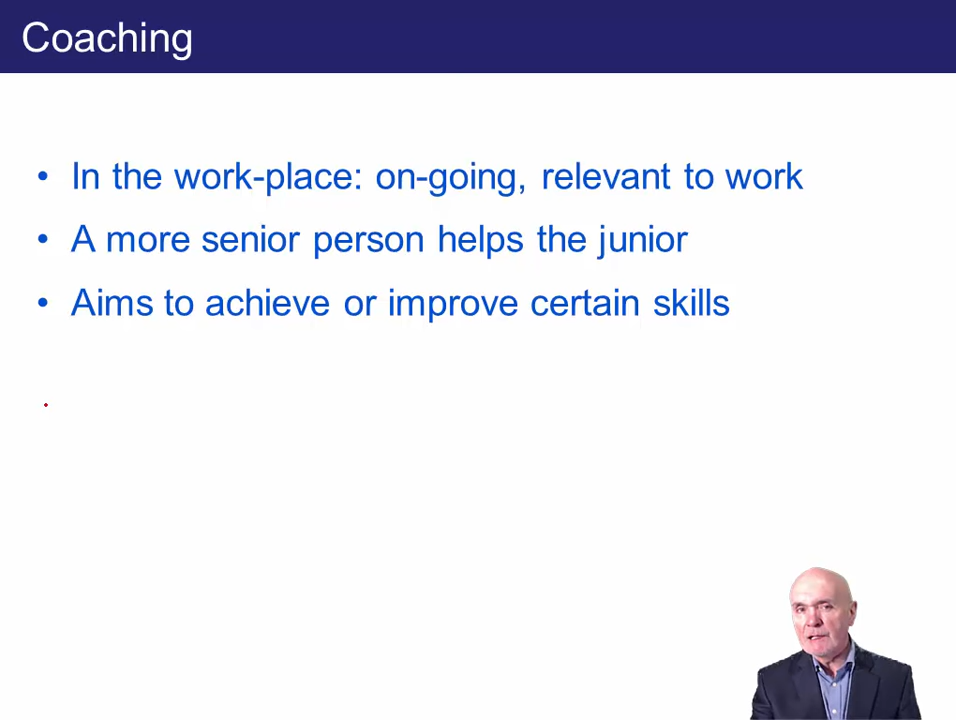 Coaching
• In the work-place: on-going, relevant to work
• A more senior person helps the junior
• Aims to achieve or improve certain skills